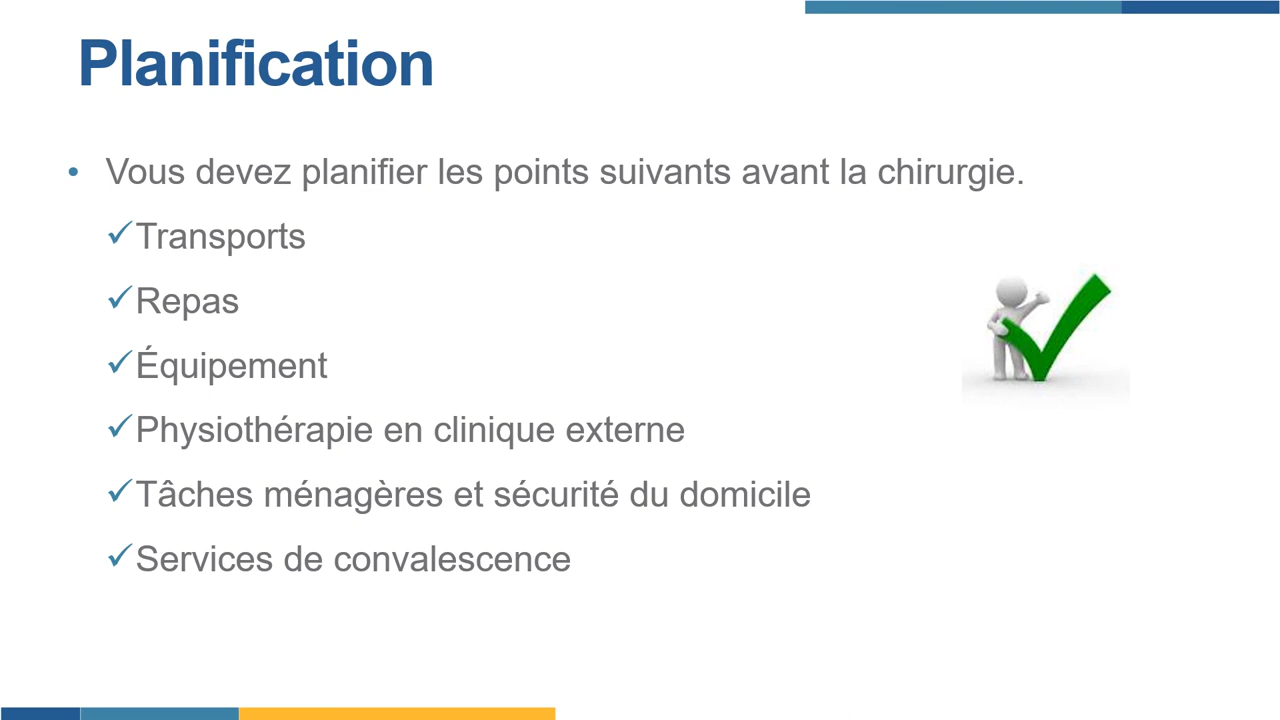 Planification
• Vous devez planifier les points suivants avant la chirurgie.
✓Transports
✓Repas
✓Équipement
✓Physiothérapie en clinique externe
✓Tâches ménagères et sécurité du domicile
✓Services de convalescence